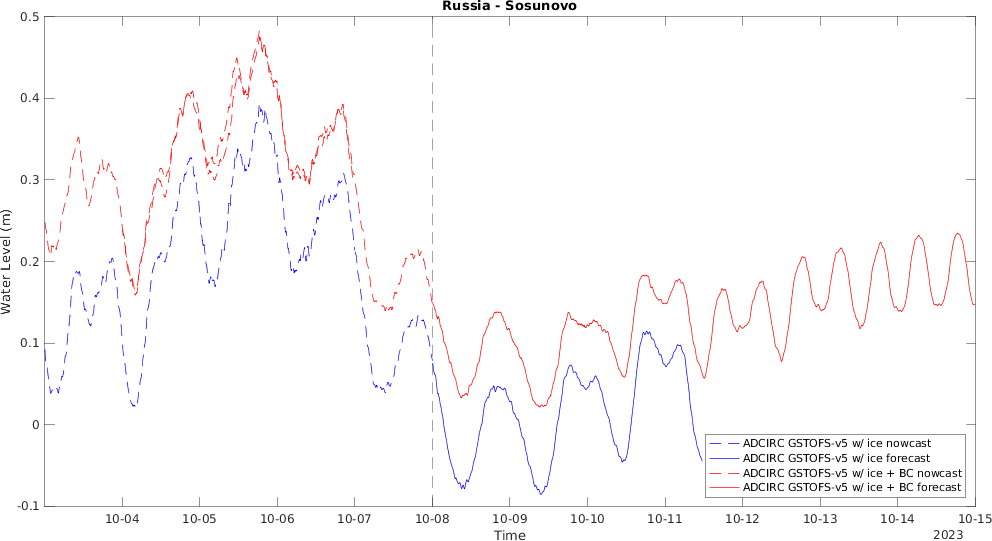 Russia - Sosunovo
0.5
0.4
0.3
0.2
0.1
0
-0.1
Water Level (m)
ADCIRC GSTOFS-v5 w/ ice nowcast
ADCIRC GSTOFS-v5 w/ ice forecast
ADCIRC GSTOFS-v5 w/ ice + BC nowcast
ADCIRC GSTOFS-v5 w/ ice + BC forecast
10-04 10-05 10-06 10-07 10-08 10-09 10-10 10-11 10-12 10-13 10-14 10-15
Time
2023